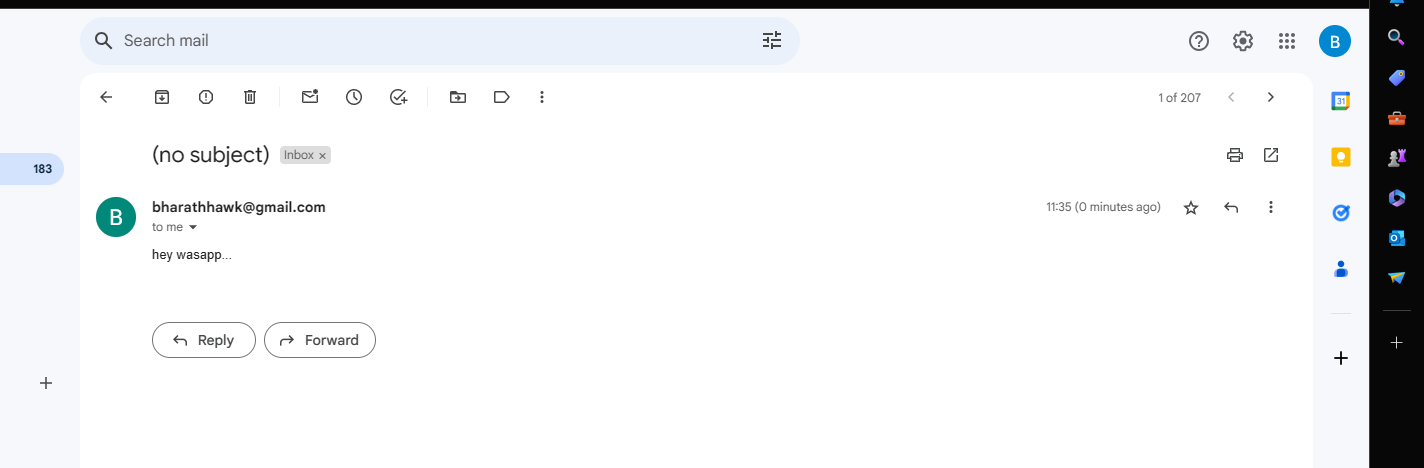 Search mail
B
1 of 207
31
(no subject)
Inbox ×
183
B
bharathhawk@gmail.com
11:35 (0 minutes ago)
to me
hey wasapp...
Reply
Forward